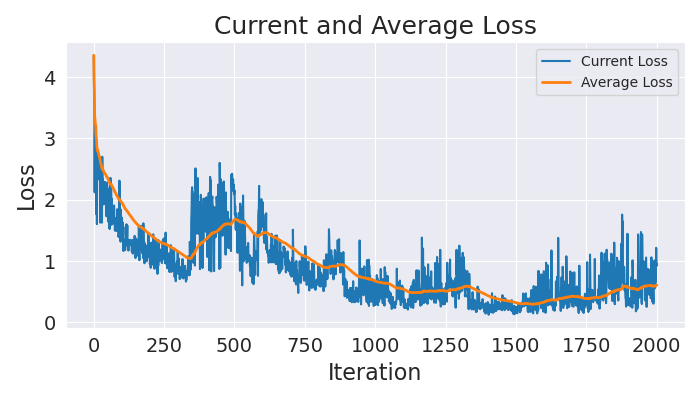 Current and Average Loss
Current Loss
Average Loss
Loss
4
3
2
1
0
0 250 500 750 1000 1250 1500 1750 2000
Iteration